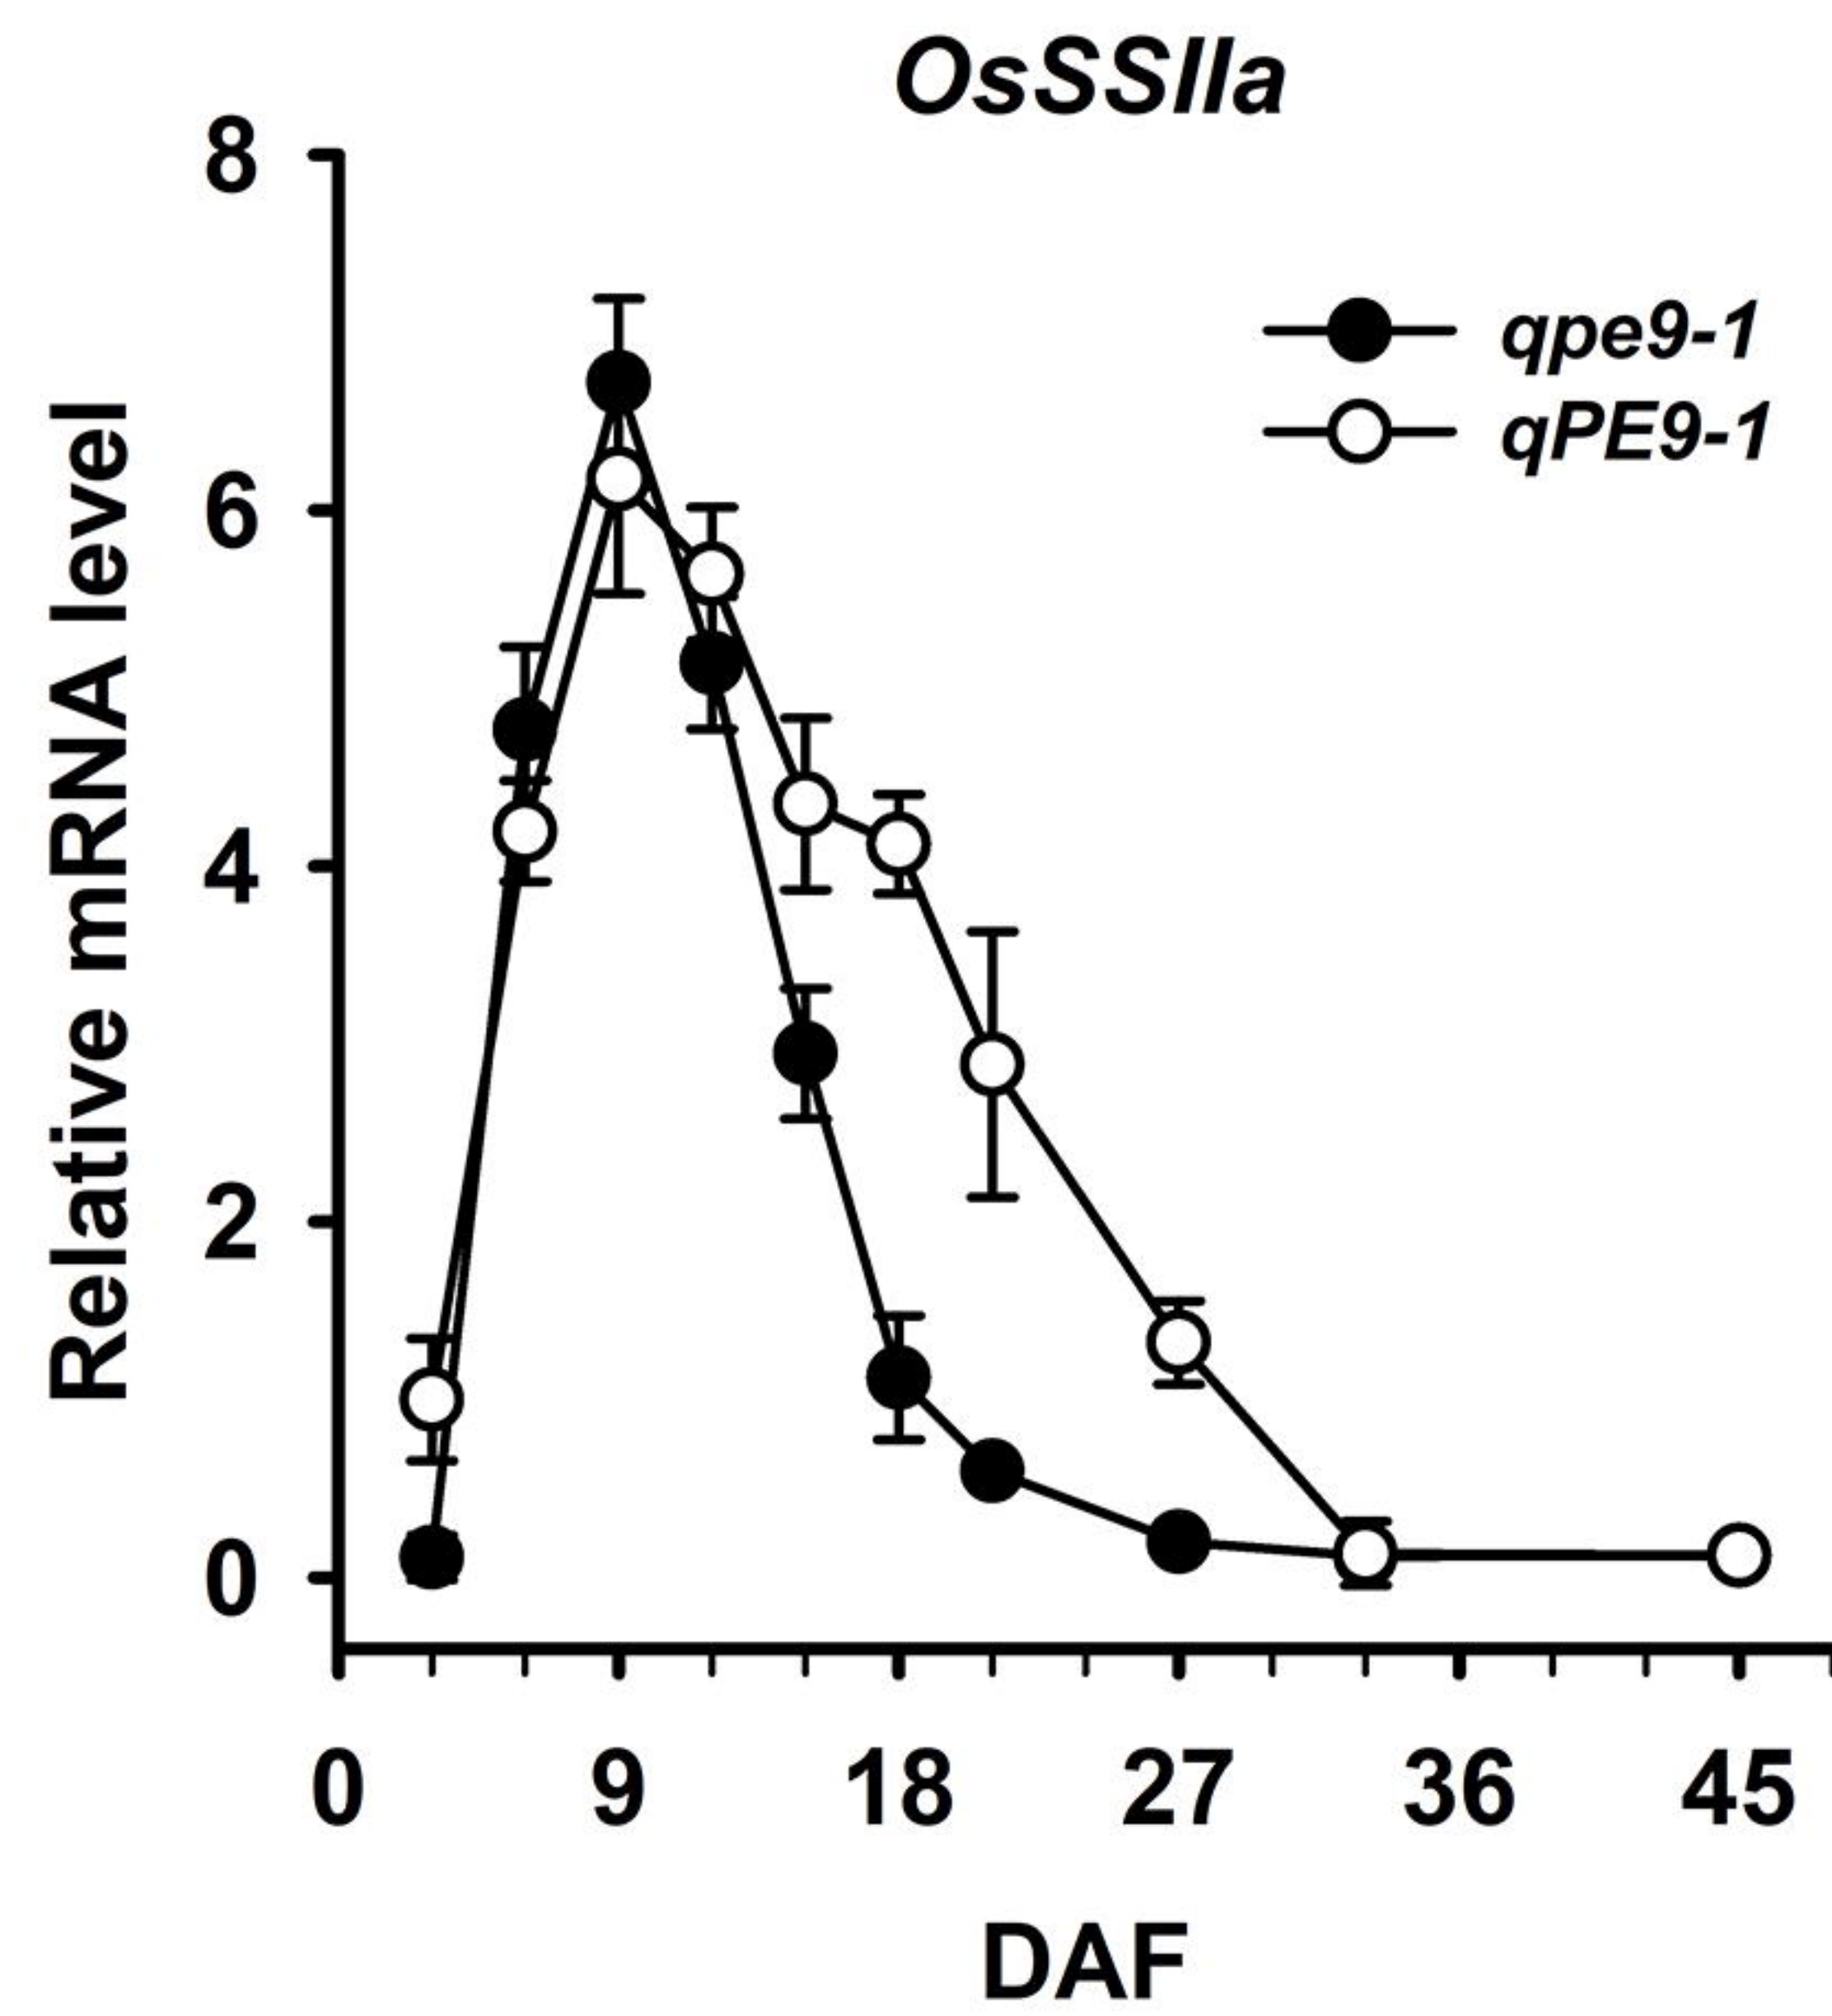 OsSSIIa
8
6
4
2
0
Relative mRNA level
qpe9-1
qPE9-1
0 9 18 27 36 45
DAF